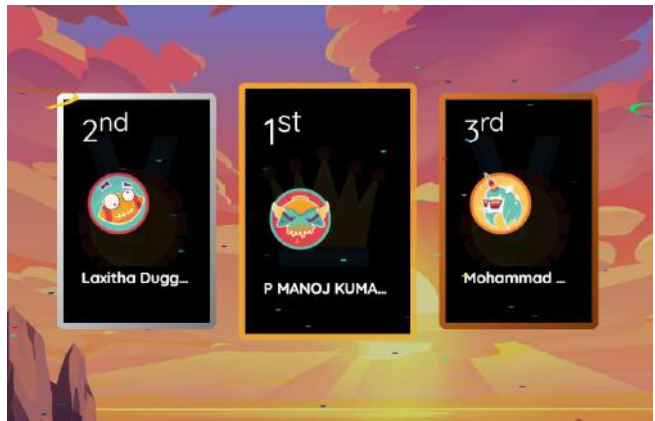 2nd
Laxitha Dugg...
1st
P MANOJ KUMA...
3rd
Mohammad ...